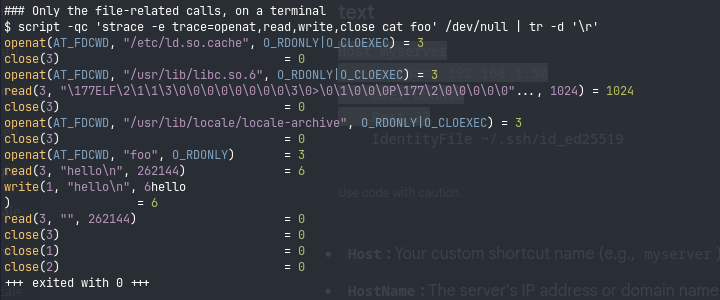 ### Only the file-related calls, on a terminal
$ script -qc 'strace -e trace=openat,read,write,close cat foo' /dev/null | tr -d '\r'
openat(AT_FDCWD, "/etc/ld.so.cache", O_RDONLY|O_CLOEXEC) = 3
close(3)                                = 0
openat(AT_FDCWD, "/usr/lib/libc.so.6", O_RDONLY|O_CLOEXEC) = 3
read(3, "\177ELF\2\1\1\3\0\0\0\0\0\0\0\0\3\0>\0\1\0\0\0P\177\2\0\0\0\0\0"..., 1024) = 1024
close(3)                                = 0
openat(AT_FDCWD, "/usr/lib/locale/locale-archive", O_RDONLY|O_CLOEXEC) = 3
close(3)                                = 0
openat(AT_FDCWD, "foo", O_RDONLY)       = 3
read(3, "hello\n", 262144)              = 6
write(1, "hello\n", 6hello
)                  = 6
read(3, "", 262144)                     = 0
close(3)                                = 0
close(1)                                = 0
close(2)                                = 0
+++ exited with 0 +++
text
IdentityFile ~/.ssh/id_ed25519
Use code with caution.
Host : Your custom shortcut name (e.g., myserver )
HostName : The server's IP address or domain name